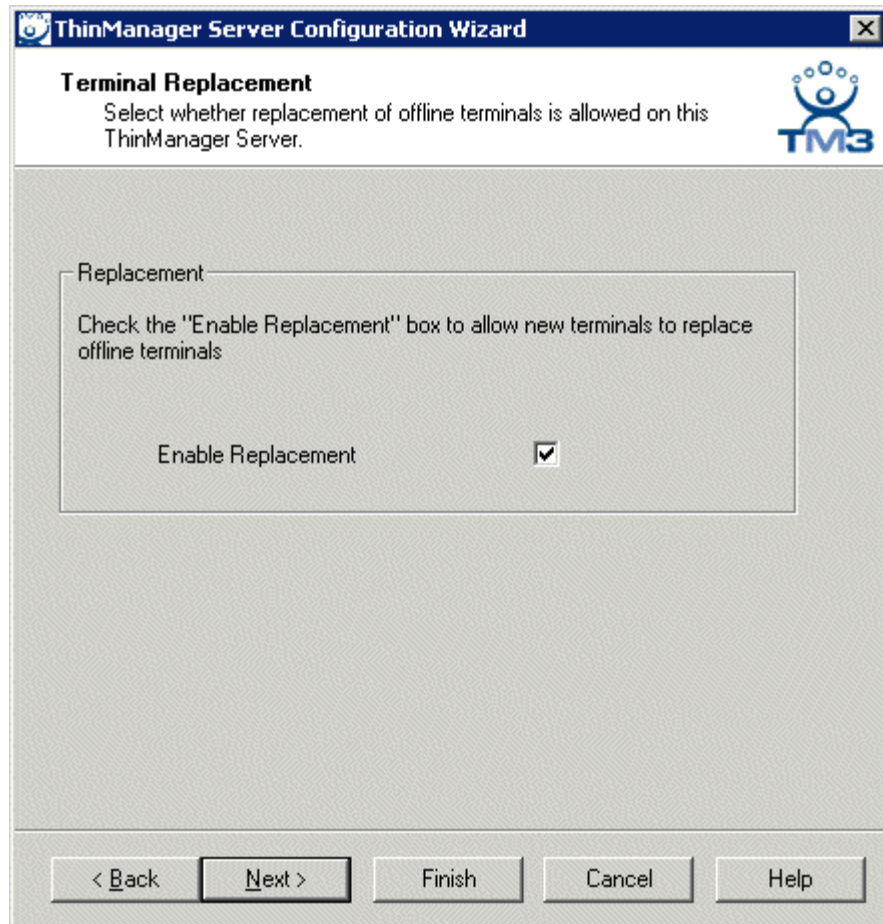 ThinManager Server Configuration Wizard
Terminal Replacement
Select whether replacement of offline terminals is allowed on this
ThinManager Server.
TM3
Replacement
Check the "Enable Replacement" box to allow new terminals to replace
offline terminals
Enable Replacement
< Back Next > Finish Cancel Help